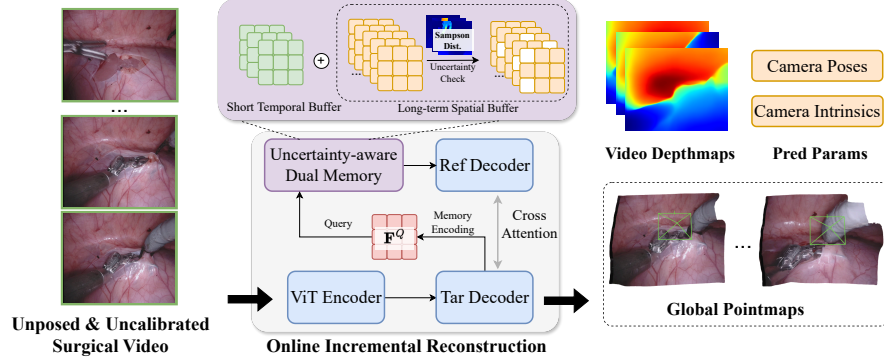 ...
Unposed & Uncalibrated
Surgical Video
Sampson
Dist.
Uncertainty
Check
...
...
Short Temporal Buffer
Long-term Spatial Buffer
Uncertainty-aware
Dual Memory
Ref Decoder
Query
F^Q
Memory
Encoding
Cross
Attention
ViT Encoder
Tar Decoder
Online Incremental Reconstruction
Camera Poses
Camera Intrinsics
Video Depthmaps
Pred Params
...
Global Pointmaps